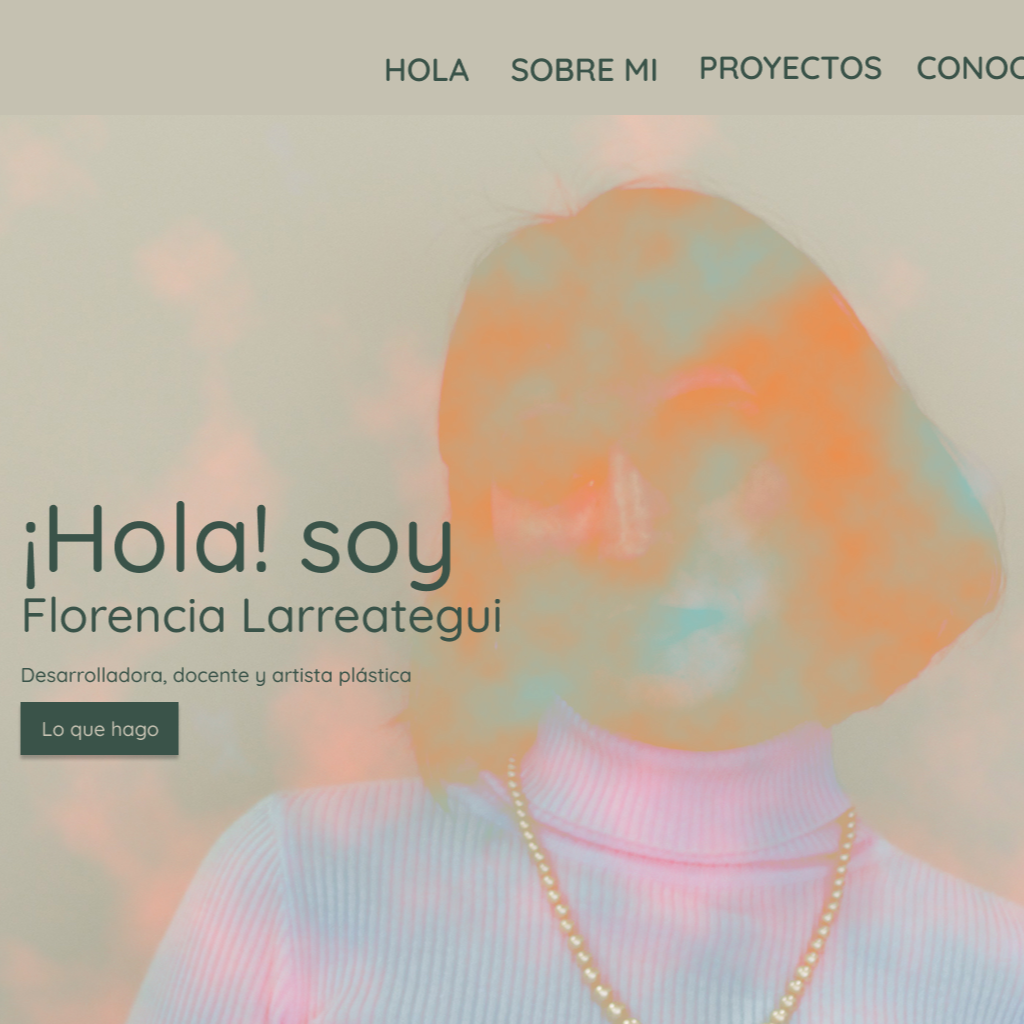 HOLA SOBRE MI PROYECTOS CONOC
¡Hola! soy
Florencia Larreategui
Desarrolladora, docente y artista plástica
Lo que hago